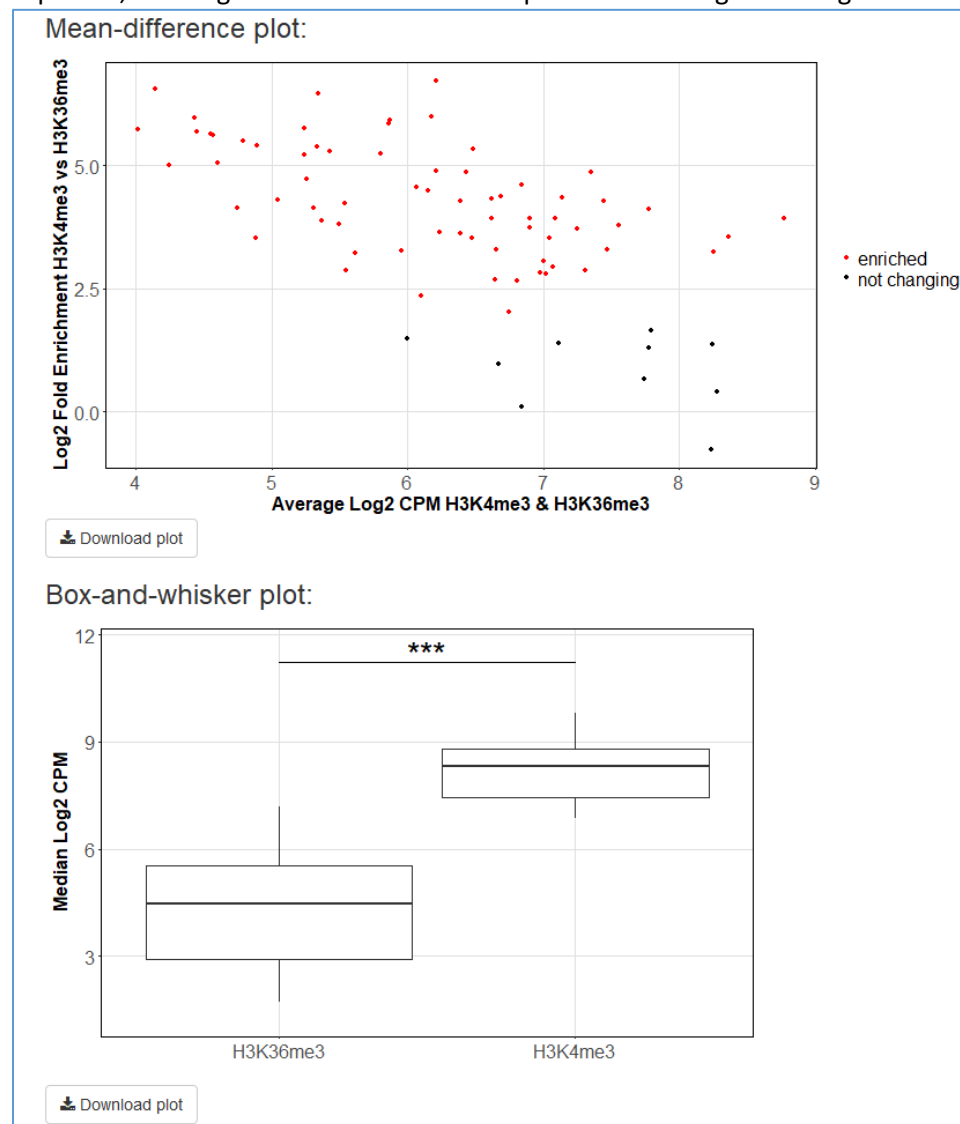 Mean-difference plot:
Log2 Fold Enrichment H3K4me3 vs H3K36me3
5.0
2.5
0.0
4 5 6 7 8 9
Average Log2 CPM H3K4me3 & H3K36me3
enriched
not changing
Download plot
Box-and-whisker plot:
Median Log2 CPM
12
9
6
3
***
H3K36me3 H3K4me3
Download plot